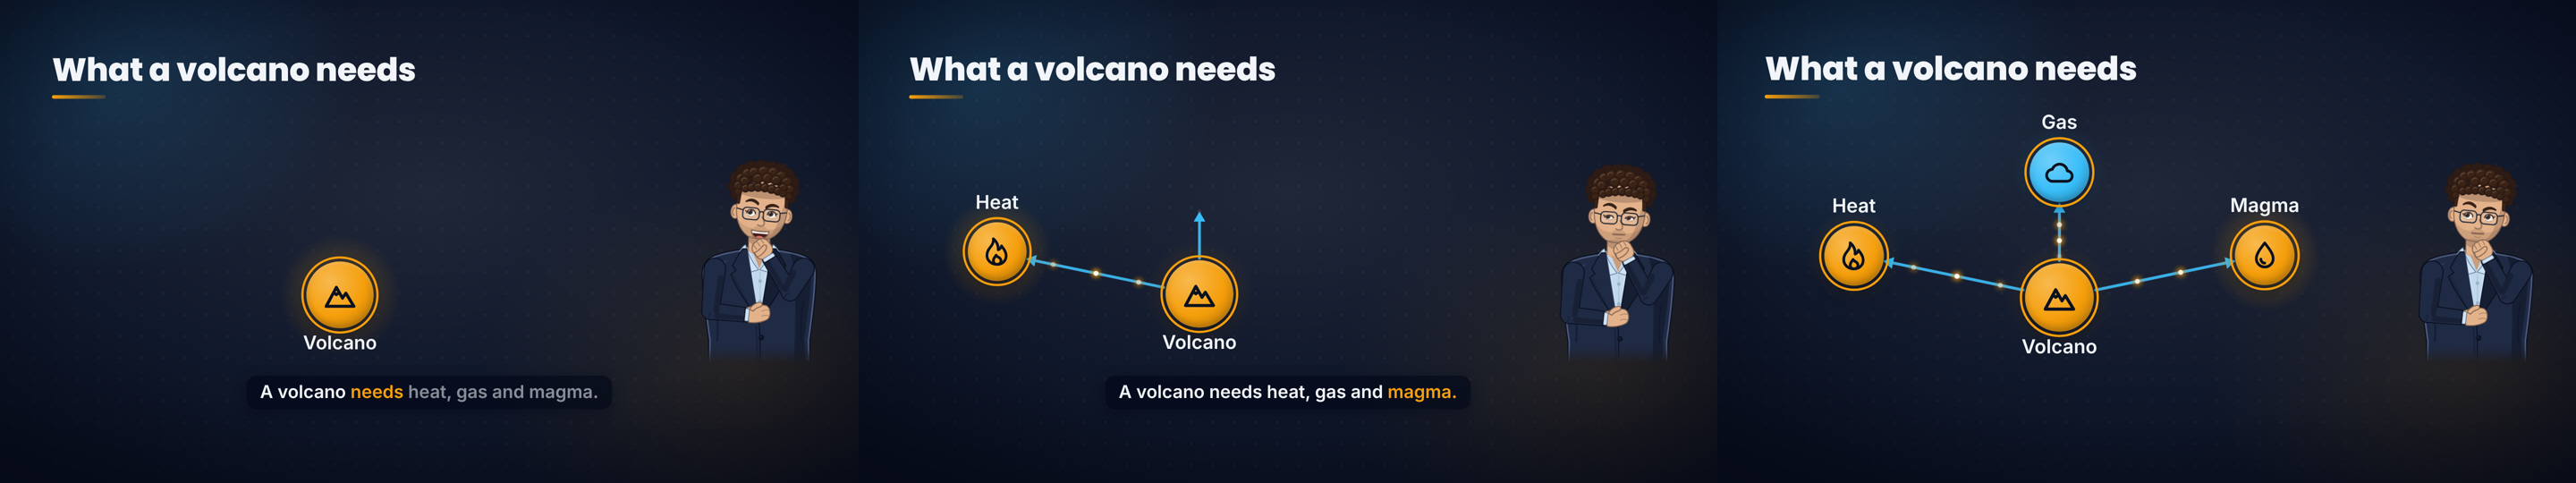 What a volcano needs
Volcano
A volcano needs heat, gas and magma.
What a volcano needs
Heat
Volcano
A volcano needs heat, gas and magma.
What a volcano needs
Gas
Heat
Magma
Volcano